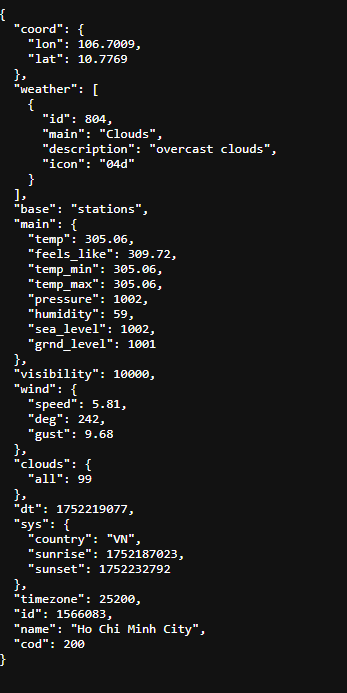 {
  "coord": {
    "lon": 106.7009,
    "lat": 10.7769
  },
  "weather": [
    {
      "id": 804,
      "main": "Clouds",
      "description": "overcast clouds",
      "icon": "04d"
    }
  ],
  "base": "stations",
  "main": {
    "temp": 305.06,
    "feels_like": 309.72,
    "temp_min": 305.06,
    "temp_max": 305.06,
    "pressure": 1002,
    "humidity": 59,
    "sea_level": 1002,
    "grnd_level": 1001
  },
  "visibility": 10000,
  "wind": {
    "speed": 5.81,
    "deg": 242,
    "gust": 9.68
  },
  "clouds": {
    "all": 99
  },
  "dt": 1752219077,
  "sys": {
    "country": "VN",
    "sunrise": 1752187023,
    "sunset": 1752232792
  },
  "timezone": 25200,
  "id": 1566083,
  "name": "Ho Chi Minh City",
  "cod": 200
}